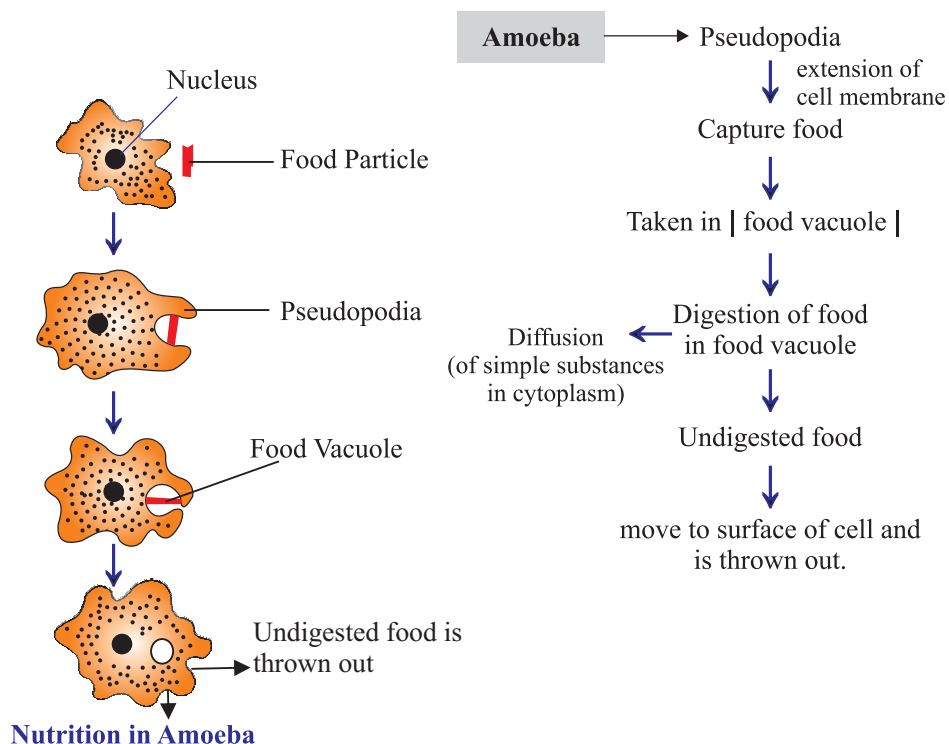 Nucleus
Food Particle
Pseudopodia
Food Vacuole
Undigested food is
thrown out
Nutrition in Amoeba
Amoeba
Pseudopodia
extension of
cell membrane
Capture food
Taken in | food vacuole |
Digestion of food
in food vacuole
Diffusion
(of simple substances
in cytoplasm)
Undigested food
move to surface of cell and
is thrown out.